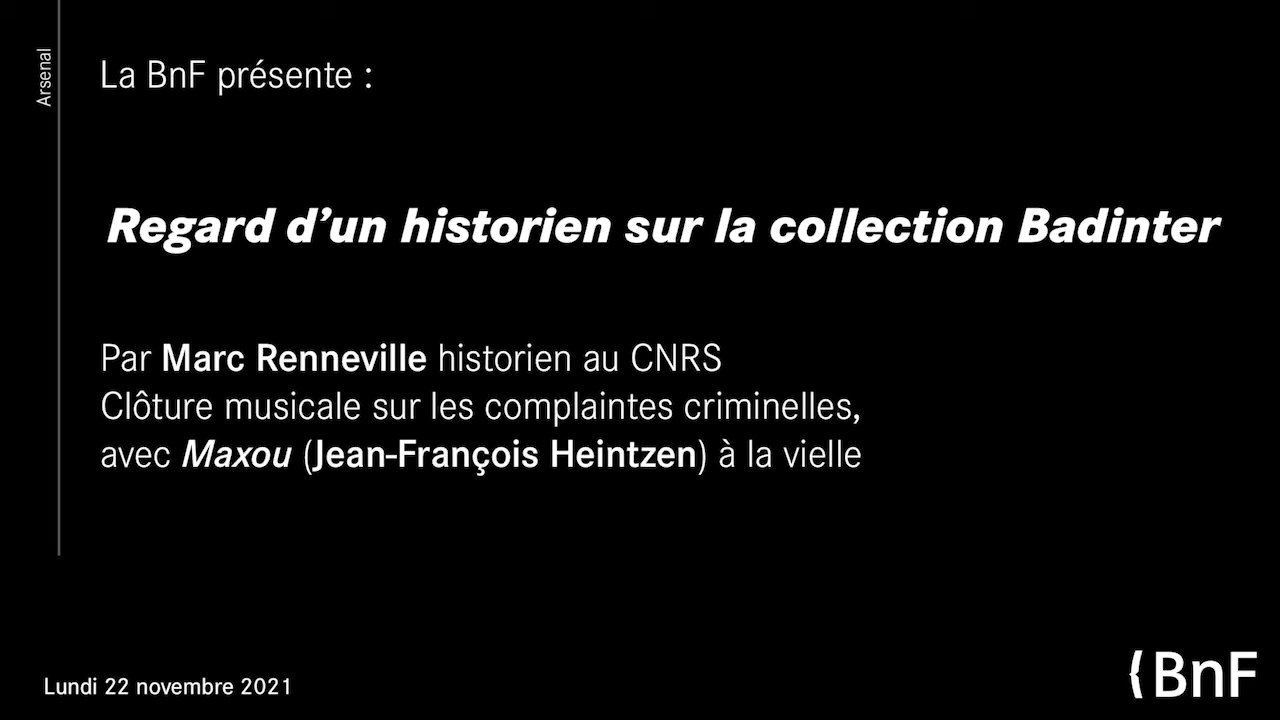 Arsenal
La BnF présente :
Regard d’un historien sur la collection Badinter
Par Marc Renneville historien au CNRS
Clôture musicale sur les complaintes criminelles,
avec Maxou (Jean-François Heintzen) à la vielle
Lundi 22 novembre 2021
{BnF